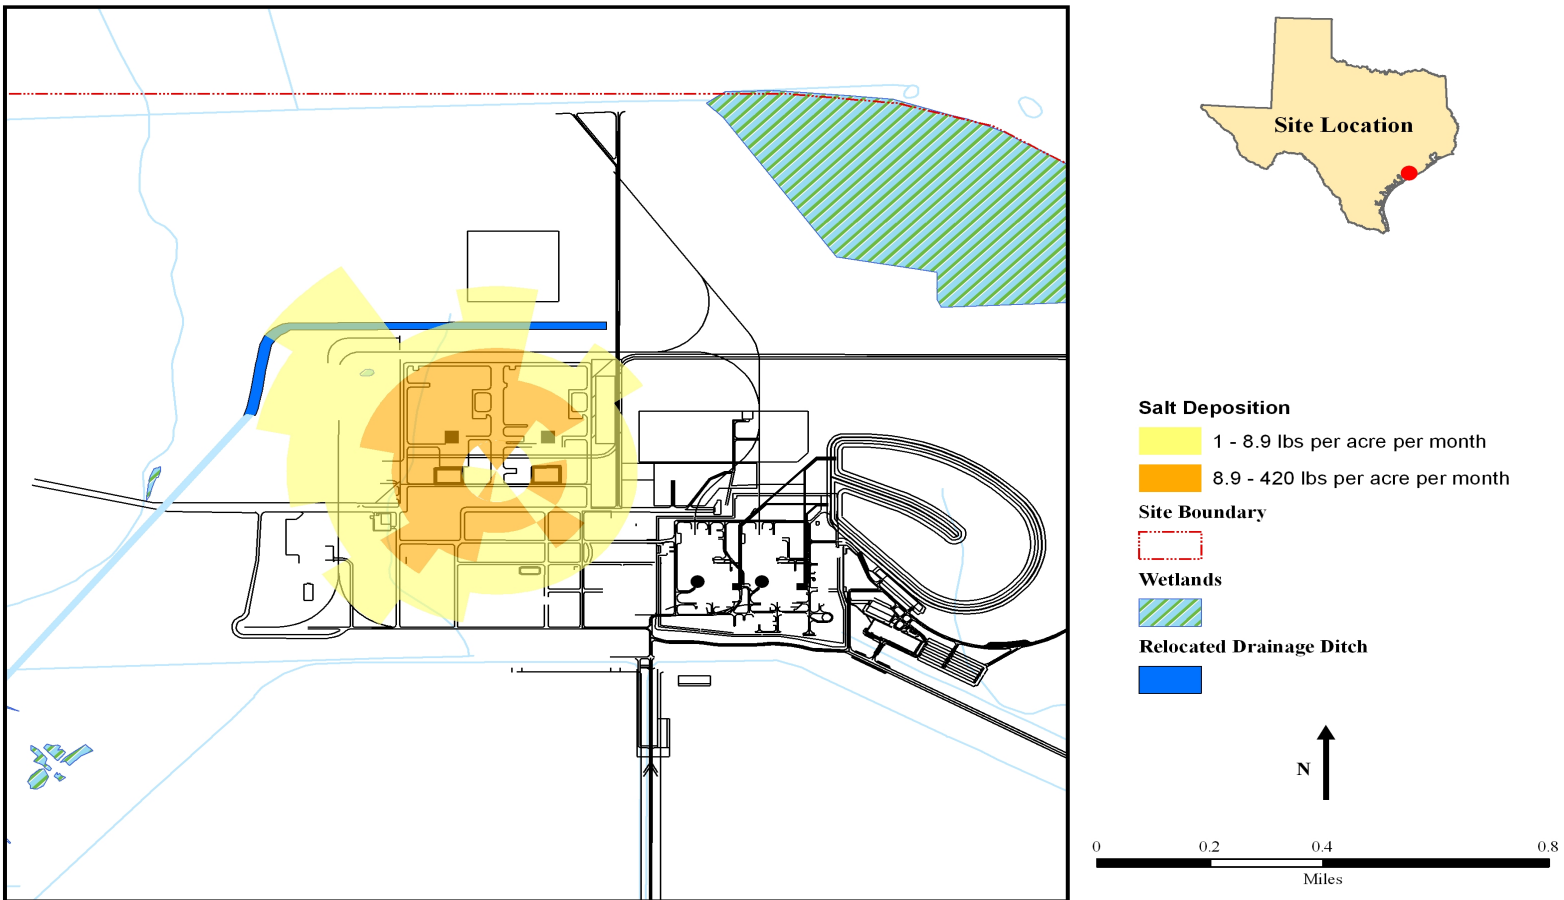 Site Location
Salt Deposition
1 - 8.9 lbs per acre per month
8.9 - 420 lbs per acre per month
Site Boundary
Wetlands
Relocated Drainage Ditch
N
0 0.2 0.4 0.8
Miles